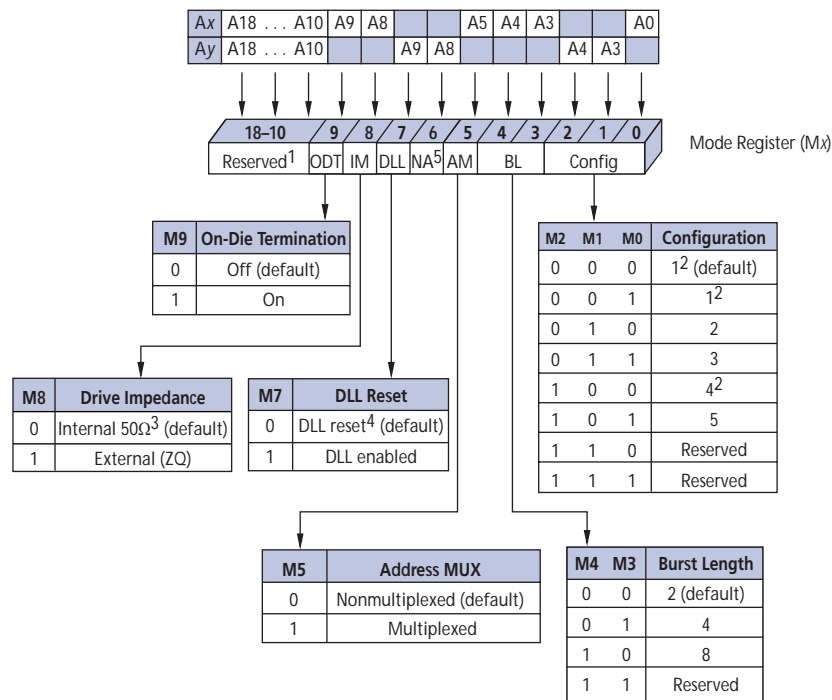 Ax A18 . . . A10 A9 A8 A5 A4 A3 A0
Ay A18 . . . A10 A9 A8 A4 A3
18–10 9 8 7 6 5 4 3 2 1 0
Reserved1 ODT IM DLL NA5 AM BL Config
Mode Register (Mx)
M9 On-Die Termination
0 Off (default)
1 On
M2 M1 M0 Configuration
0 0 0 12 (default)
0 0 1 12
0 1 0 2
0 1 1 3
1 0 0 42
1 0 1 5
1 1 0 Reserved
1 1 1 Reserved
M8 Drive Impedance
0 Internal 50Ω3 (default)
1 External (ZQ)
M7 DLL Reset
0 DLL reset4 (default)
1 DLL enabled
M5 Address MUX
0 Nonmultiplexed (default)
1 Multiplexed
M4 M3 Burst Length
0 0 2 (default)
0 1 4
1 0 8
1 1 Reserved